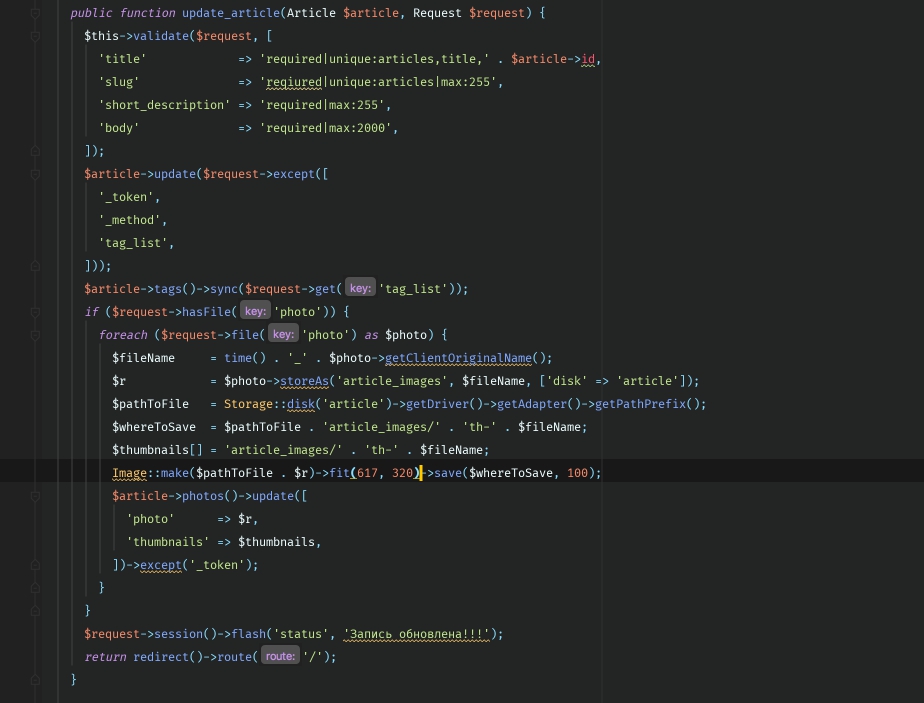 public function update_article(Article $article, Request $request) {
$this->validate($request, [
'title' => 'required|unique:articles,title,' . $article->id,
'slug' => 'reqiured|unique:articles|max:255',
'short_description' => 'required|max:255',
'body' => 'required|max:2000',
]);
$article->update($request->except([
'_token',
'_method',
'tag_list',
]));
$article->tags()->sync($request->get( key: 'tag_list'));
if ($request->hasFile( key: 'photo')) {
foreach ($request->file( key: 'photo') as $photo) {
$fileName = time() . '_' . $photo->getClientOriginalName();
$r = $photo->storeAs('article_images', $fileName, ['disk' => 'article']);
$pathToFile = Storage::disk('article')->getDriver()->getAdapter()->getPathPrefix();
$whereToSave = $pathToFile . 'article_images/' . 'th-' . $fileName;
$thumbnails[] = 'article_images/' . 'th-' . $fileName;
Image::make($pathToFile . $r)->fit(617, 320)->save($whereToSave, 100);
$article->photos()->update([
'photo' => $r,
'thumbnails' => $thumbnails,
])->except('_token');
}
}
$request->session()->flash('status', 'Запись обновлена!!!');
return redirect()->route( route: '/');
}